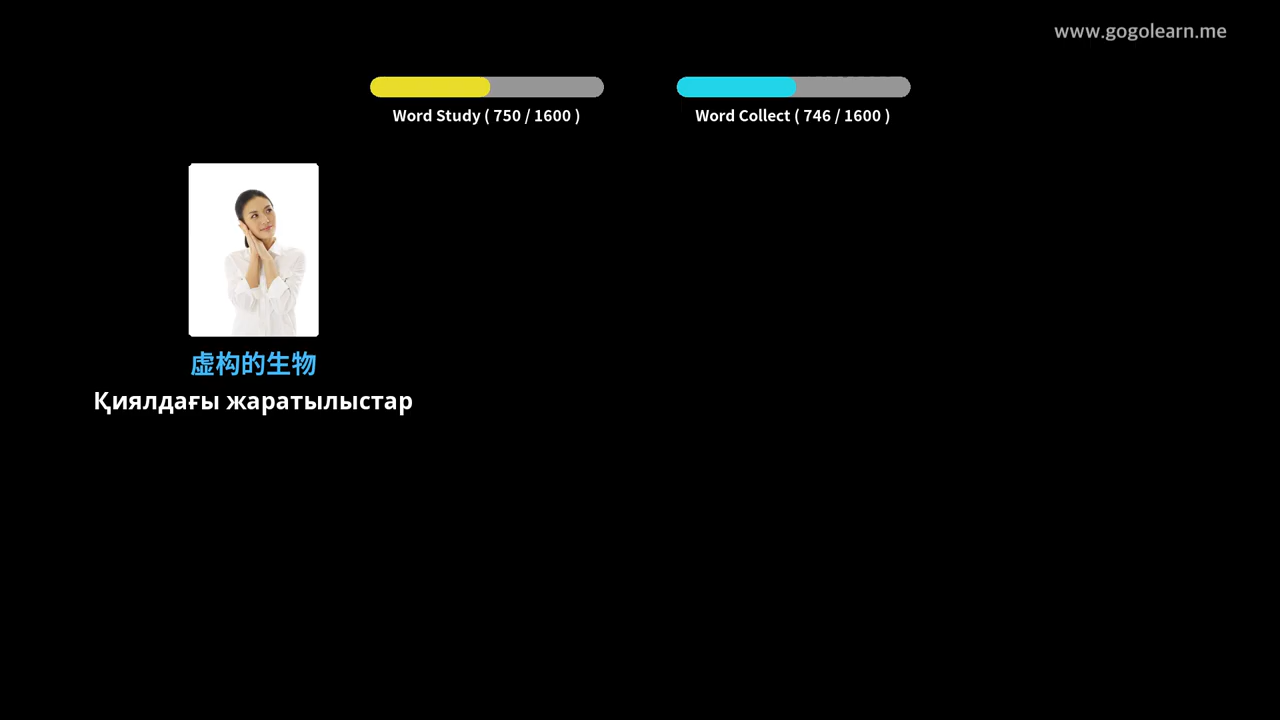 www.gogolearn.me
Word Study ( 750 / 1600 )
Word Collect ( 746 / 1600 )
虚构的生物
Қиялдағы жаратылыстар